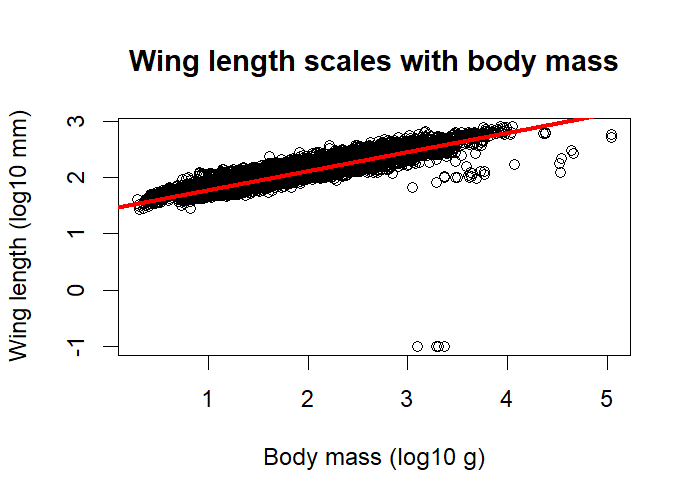 Wing length scales with body mass
Wing length (log10 mm)
3
2
1
0
-1
1 2 3 4 5
Body mass (log10 g)